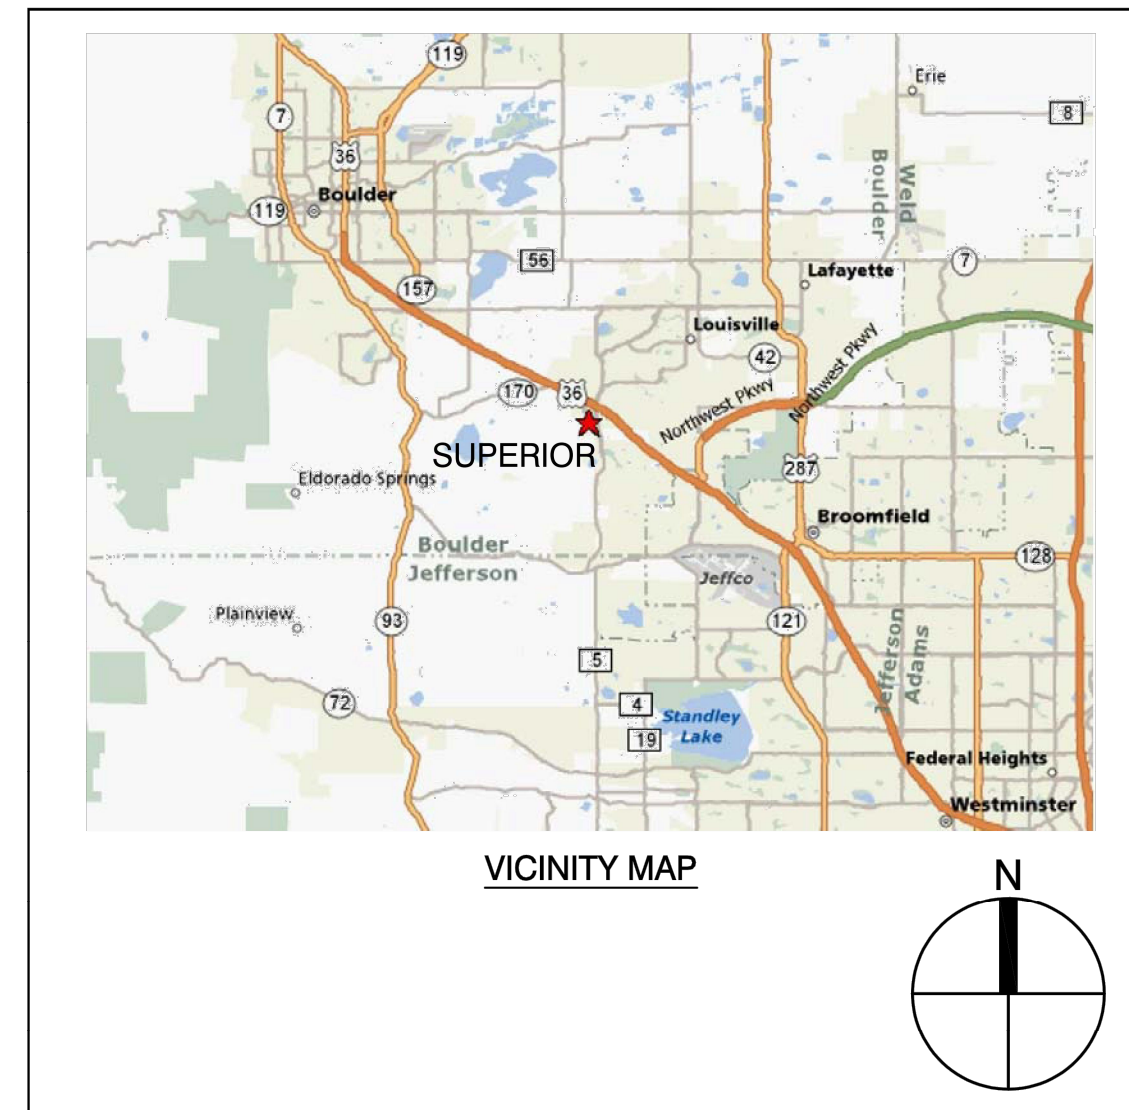 119
Erie
8
7
36
Boulder
Weld
Boulder
119
56
7
157
Lafayette
Louisville
42
Northwest Pkwy
170
36
Northwest Pkwy
SUPERIOR
287
Eldorado Springs
Broomfield
Boulder
Jefferson
128
Jeffco
Plainview
93
121
Jefferson
Adams
5
72
4
Standley
Lake
19
Federal Heights
Westminster
VICINITY MAP
N